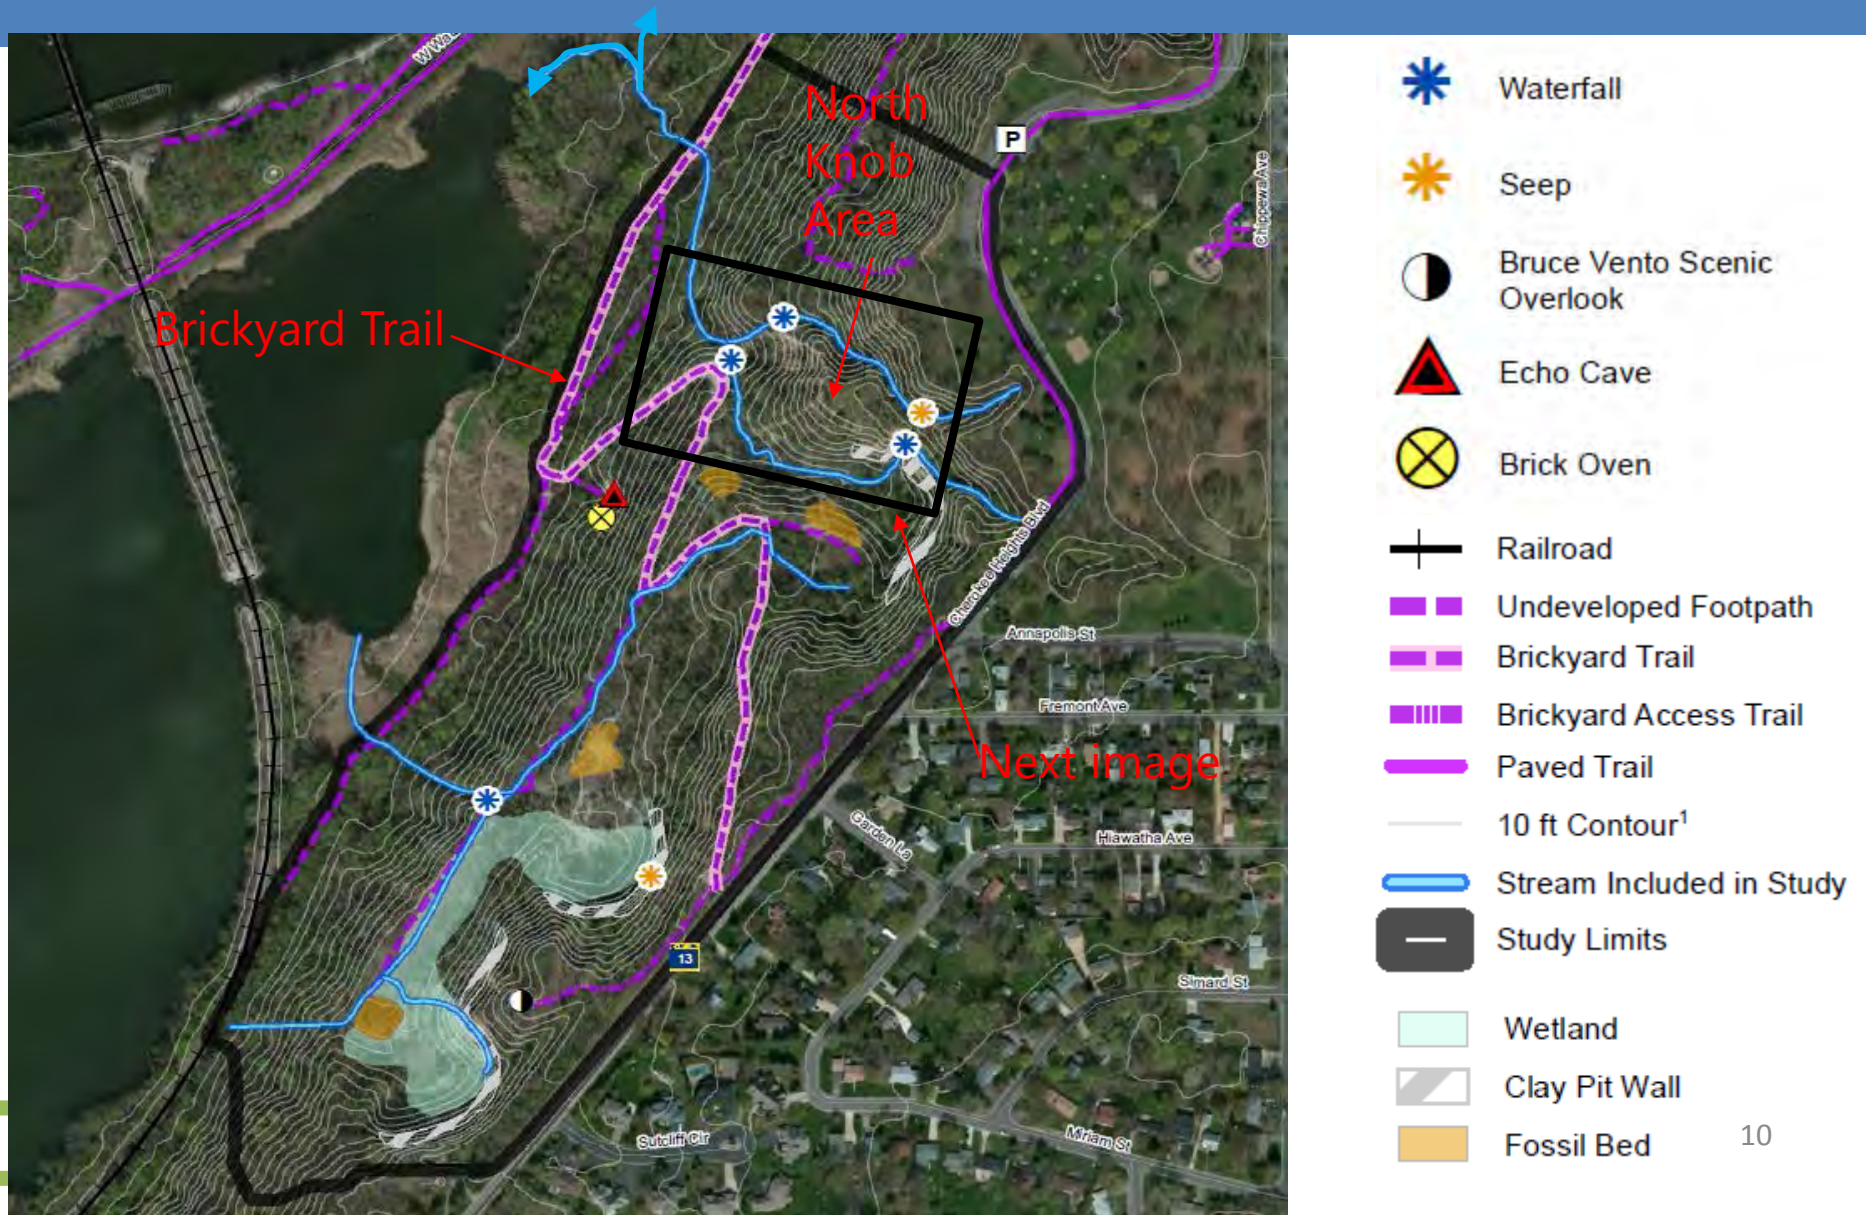 W Wa
North
Knob
Area
P
Chippewa Ave
Brickyard Trail
Cherokee Heights Blvd
Annapolis St
Fremont Ave
Next image
Garden La
Hiawatha Ave
13
Simard St
Sutcliff Cir
Miriam St
Waterfall
Seep
Bruce Vento Scenic
Overlook
Echo Cave
Brick Oven
Railroad
Undeveloped Footpath
Brickyard Trail
Brickyard Access Trail
Paved Trail
10 ft Contour¹
Stream Included in Study
Study Limits
Wetland
Clay Pit Wall
Fossil Bed
10